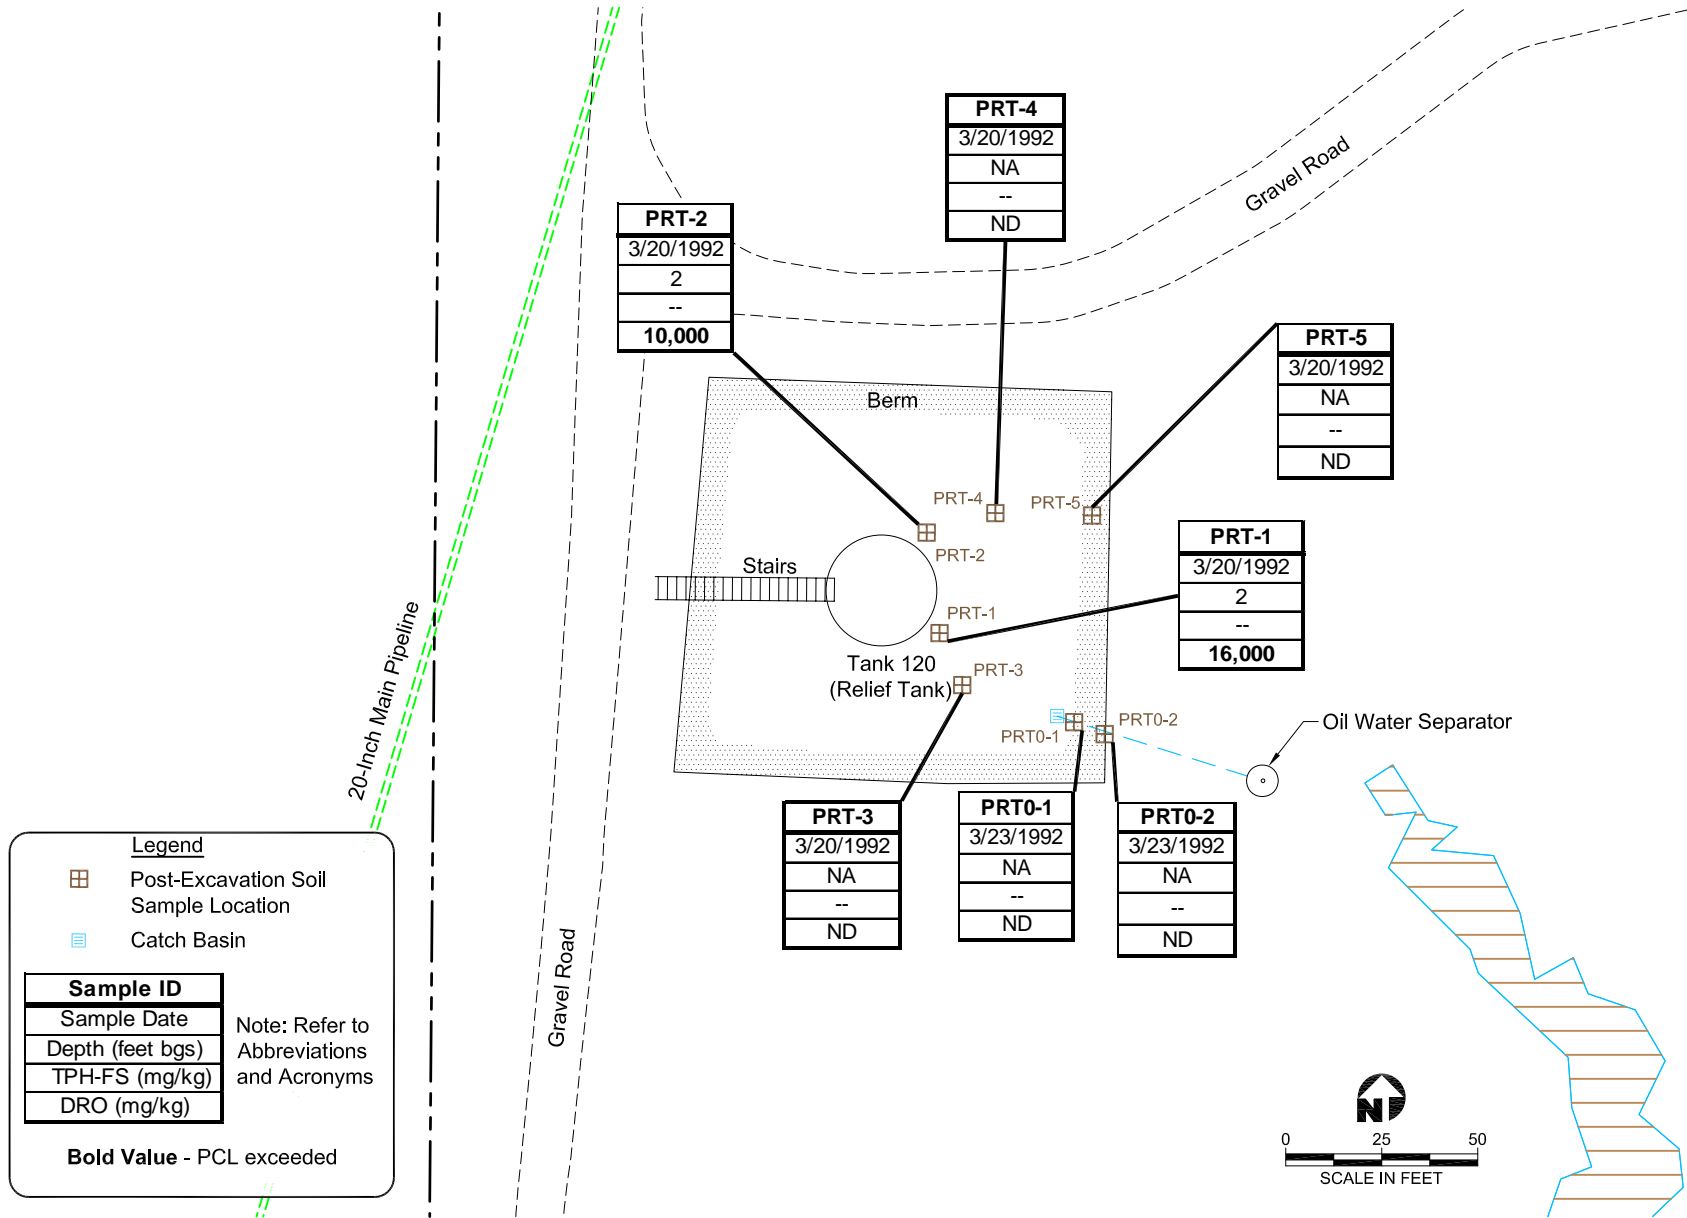 PRT-4
3/20/1992
NA
--
ND
Gravel Road
PRT-2
3/20/1992
2
--
10,000
PRT-5
3/20/1992
NA
--
ND
Berm
PRT-4
PRT-5
PRT-2
PRT-1
3/20/1992
2
--
16,000
Stairs
PRT-1
Tank 120
(Relief Tank)
PRT-3
20-Inch Main Pipeline
PRT0-1
PRT0-2
Oil Water Separator
PRT-3
3/20/1992
NA
--
ND
PRT0-1
3/23/1992
NA
--
ND
PRT0-2
3/23/1992
NA
--
ND
Gravel Road
Legend
Post-Excavation Soil
Sample Location
Catch Basin
Sample ID
Sample Date
Depth (feet bgs)
TPH-FS (mg/kg)
DRO (mg/kg)
Note: Refer to
Abbreviations
and Acronyms
Bold Value - PCL exceeded
N
0 25 50
SCALE IN FEET